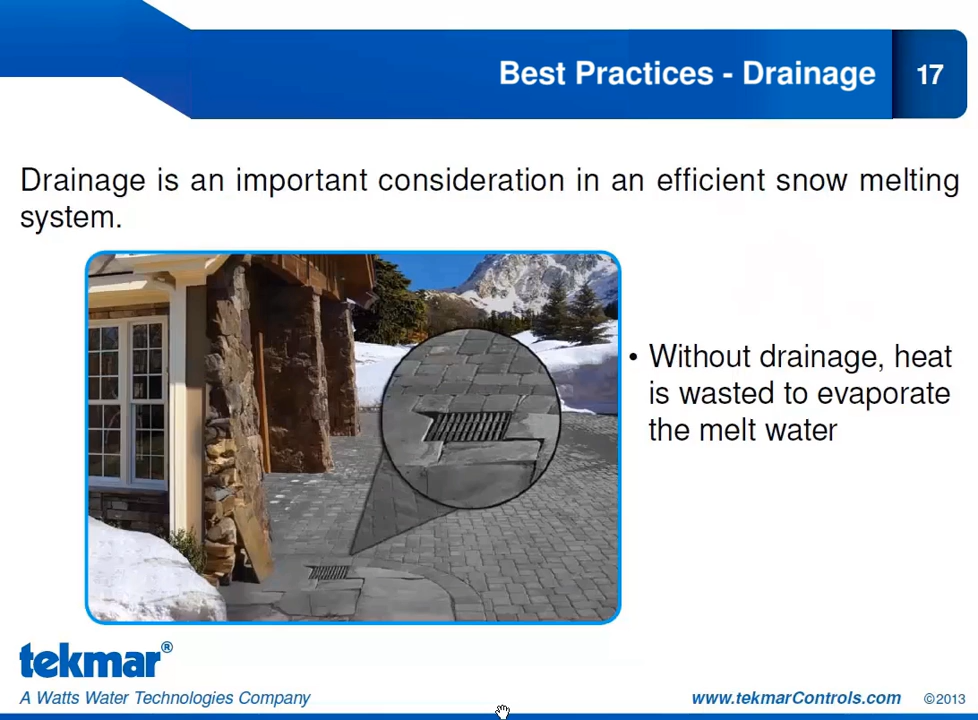 Best Practices - Drainage
17
Drainage is an important consideration in an efficient snow melting
system.
• Without drainage, heat
is wasted to evaporate
the melt water
tekmar®
A Watts Water Technologies Company
www.tekmarControls.com
©2013